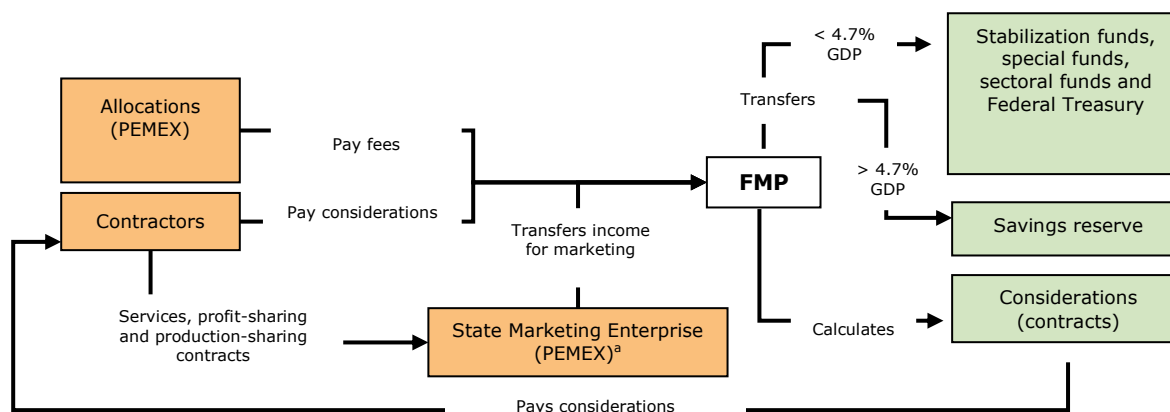 < 4.7%
GDP
Stabilization funds,
special funds,
sectoral funds and
Federal Treasury
Allocations
(PEMEX)
Transfers
Pay fees
> 4.7%
GDP
FMP
Contractors
Pay considerations
Transfers income
for marketing
Savings reserve
Services, profit-sharing
and production-sharing
contracts
State Marketing Enterprise
(PEMEX)a
Calculates
Considerations
(contracts)
Pays considerations